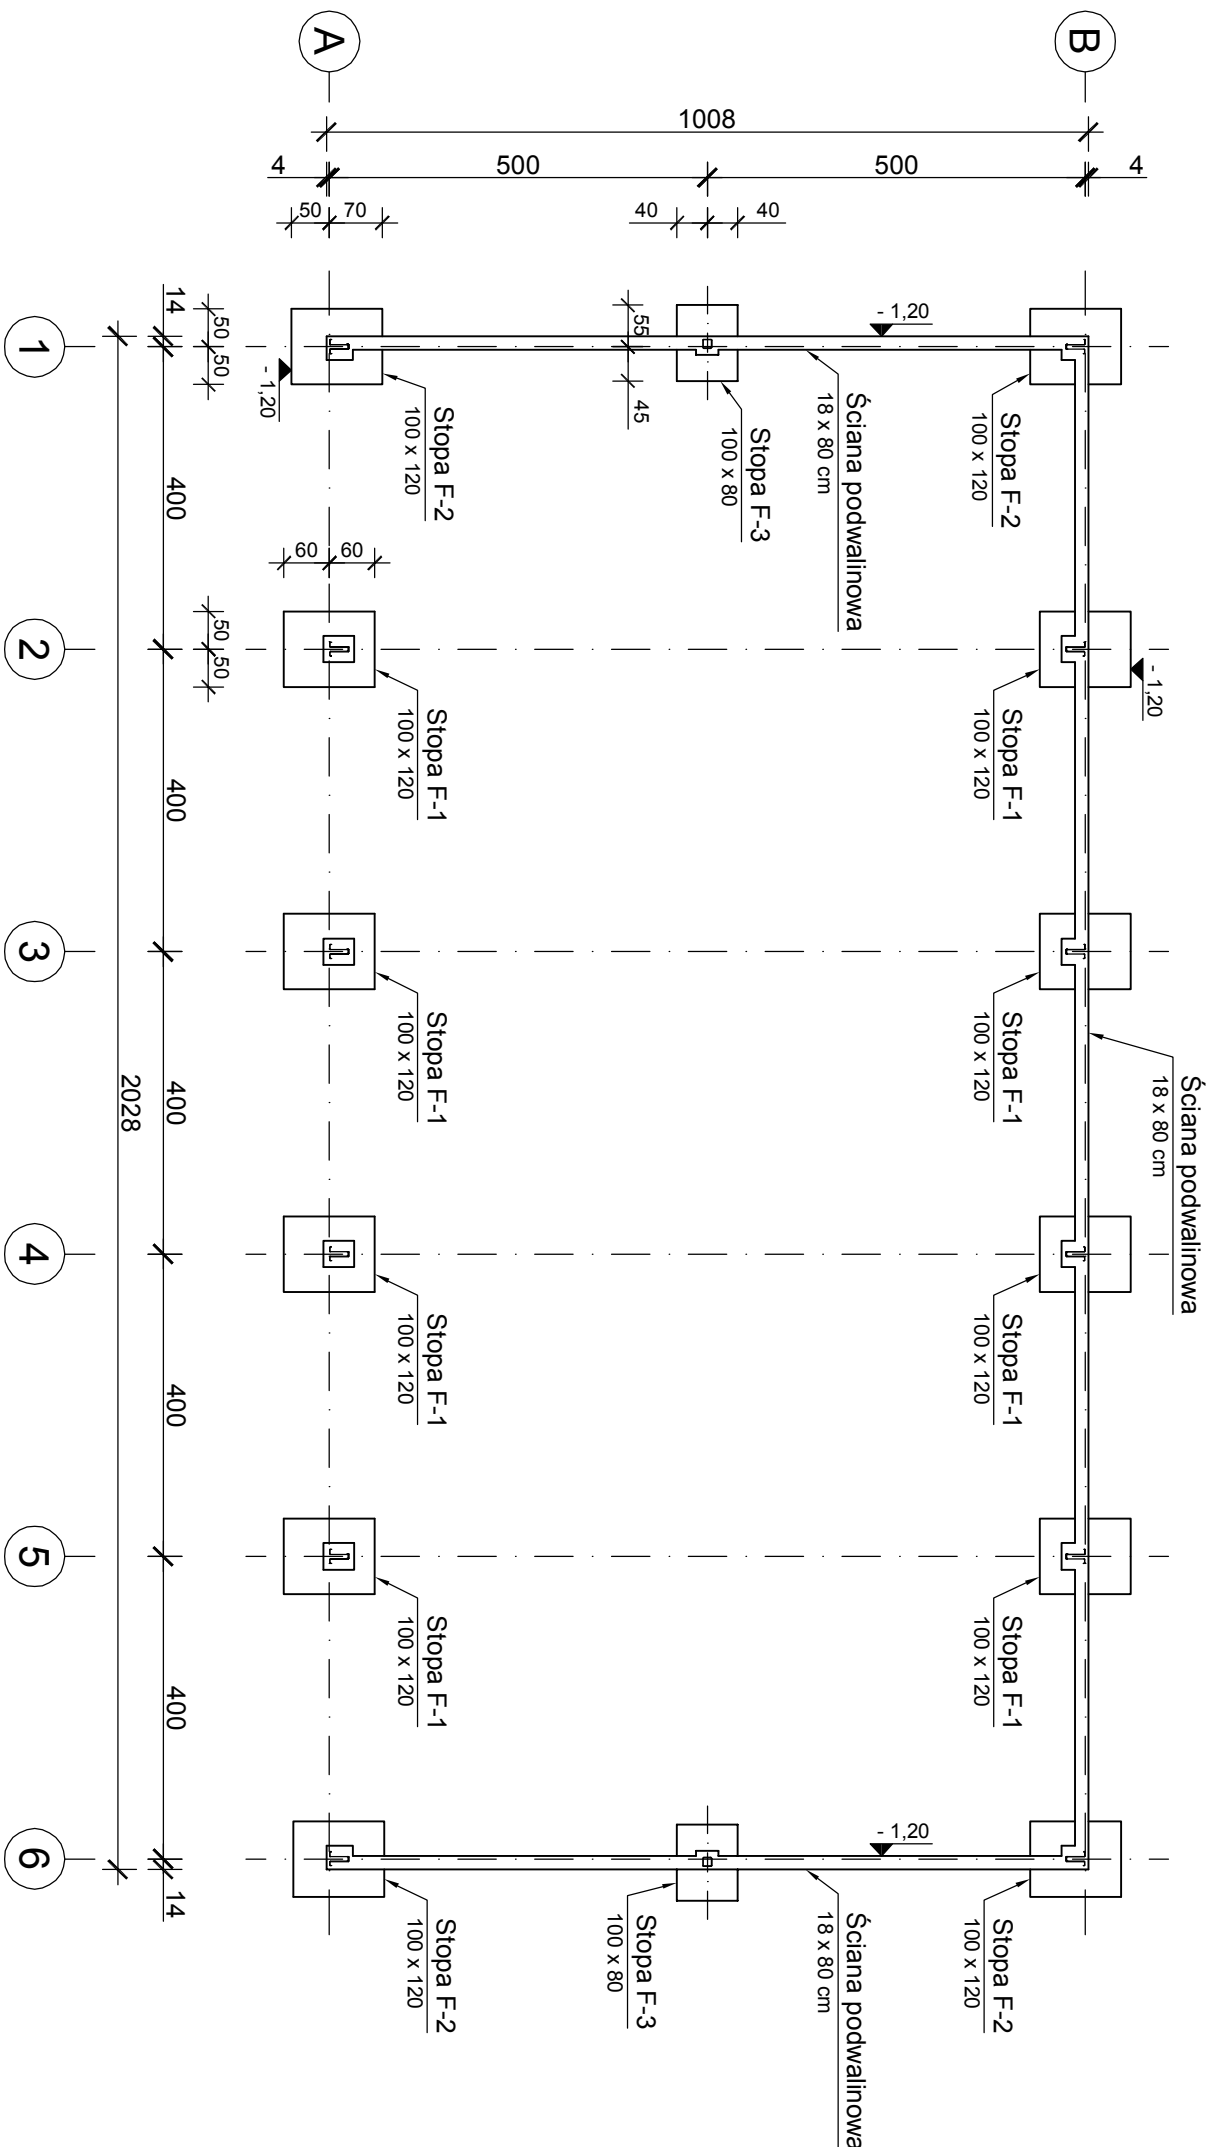 A
B
1008
4
500
500
4
50
70
40
40
14
50
50
- 1,20
55
45
- 1,20
Ściana podwalinowa
18 x 80 cm
Stopa F-2
100 x 120
Stopa F-3
100 x 80
Stopa F-2
100 x 120
1
400
60
60
50
50
- 1,20
2
Stopa F-1
100 x 120
Stopa F-1
100 x 120
400
3
Stopa F-1
100 x 120
Stopa F-1
100 x 120
Ściana podwalinowa
18 x 80 cm
400
2028
4
Stopa F-1
100 x 120
Stopa F-1
100 x 120
400
5
Stopa F-1
100 x 120
Stopa F-1
100 x 120
400
- 1,20
6
14
Stopa F-2
100 x 120
Stopa F-3
100 x 80
Ściana podwalinowa
18 x 80 cm
Stopa F-2
100 x 120